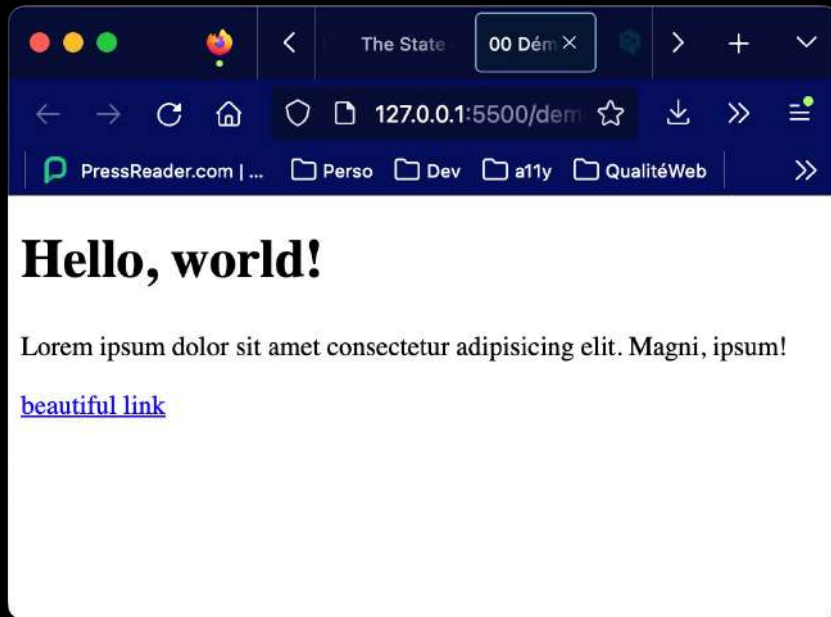 The State
00 Dém
127.0.0.1:5500/dem
PressReader.com | ... Perso Dev a11y QualitéWeb
Hello, world!
Lorem ipsum dolor sit amet consectetur adipisicing elit. Magni, ipsum!
beautiful link